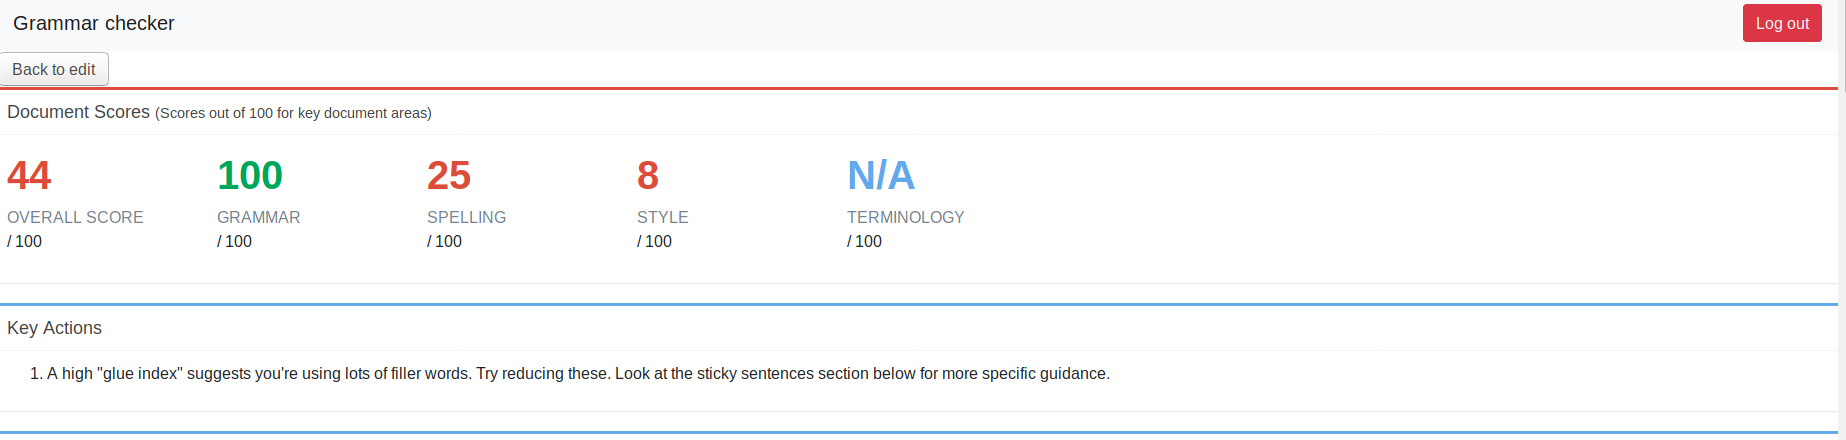 Grammar checker
Log out
Back to edit
Document Scores (Scores out of 100 for key document areas)
44 100 25 8 N/A
OVERALL SCORE GRAMMAR SPELLING STYLE TERMINOLOGY
/ 100 / 100 / 100 / 100 / 100
Key Actions
1. A high "glue index" suggests you're using lots of filler words. Try reducing these. Look at the sticky sentences section below for more specific guidance.